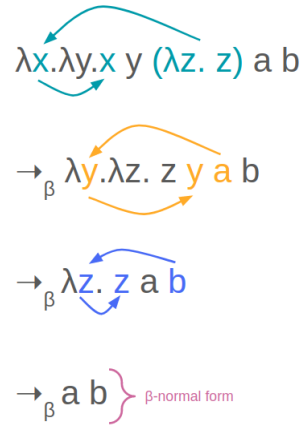 λx.λy.x y (λz. z) a b
→β λy.λz. z y a b
→β λz. z a b
→β a b } β-normal form